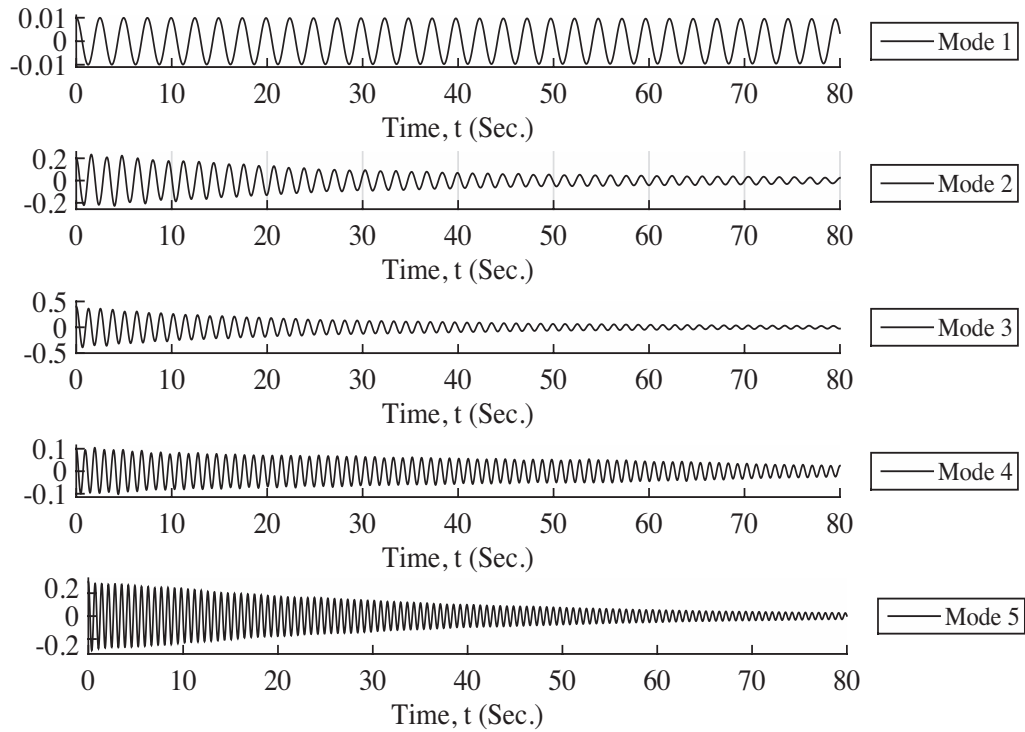 0.01
0
-0.01
0 10 20 30 40 50 60 70 80
Time, t (Sec.)
Mode 1
0.2
0
-0.2
0 10 20 30 40 50 60 70 80
Time, t (Sec.)
Mode 2
0.5
0
-0.5
0 10 20 30 40 50 60 70 80
Time, t (Sec.)
Mode 3
0.1
0
-0.1
0 10 20 30 40 50 60 70 80
Time, t (Sec.)
Mode 4
0.2
0
-0.2
0 10 20 30 40 50 60 70 80
Time, t (Sec.)
Mode 5